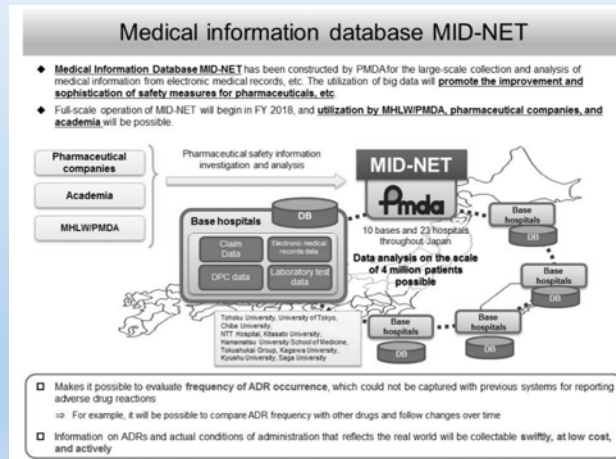 Medical information database MID-NET
◆ Medical Information Database MID-NET has been constructed by PMDA for the large-scale collection and analysis of
medical information from electronic medical records, etc. The utilization of big data will promote the improvement and
sophistication of safety measures for pharmaceuticals, etc.
◆ Full-scale operation of MID-NET will begin in FY 2018, and utilization by MHLW/PMDA, pharmaceutical companies, and
academia will be possible.
Pharmaceutical
companies
Academia
MHLW/PMDA
Pharmaceutical safety information
investigation and analysis
MID-NET
Pmda
10 bases and 23 hospitals
throughout Japan
Data analysis on the scale
of 4 million patients
possible
Base hospitals
DB
Claim
Data
Electronic medical
records data
DPC data
Laboratory test
data
Tohoku University, University of Tokyo,
Chiba University,
NTT Hospital, Kitasato University,
Hamamatsu University School of Medicine,
Tokushukai Group, Kagawa University,
Kyushu University, Saga University
Base
hospitals
DB
Base
hospitals
DB
Base
hospitals
DB
Base
hospitals
DB
□ Makes it possible to evaluate frequency of ADR occurrence, which could not be captured with previous systems for reporting
adverse drug reactions
⇒ For example, it will be possible to compare ADR frequency with other drugs and follow changes over time
□ Information on ADRs and actual conditions of administration that reflects the real world will be collectable swiftly, at low cost,
and actively